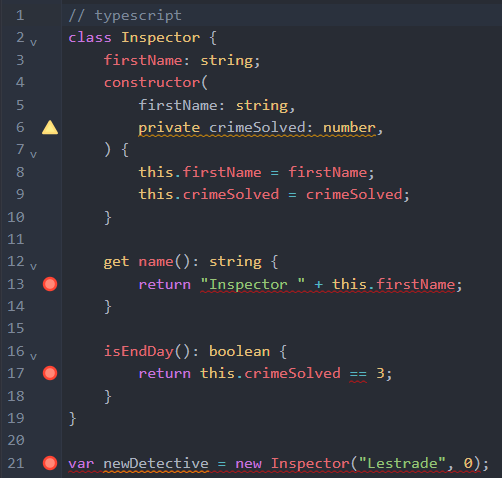 1 // typescript
2 class Inspector {
3     firstName: string;
4     constructor(
5         firstName: string,
6         private crimeSolved: number,
7     ) {
8         this.firstName = firstName;
9         this.crimeSolved = crimeSolved;
10     }
11
12     get name(): string {
13         return "Inspector " + this.firstName;
14     }
15
16     isEndDay(): boolean {
17         return this.crimeSolved == 3;
18     }
19 }
20
21 var newDetective = new Inspector("Lestrade", 0);